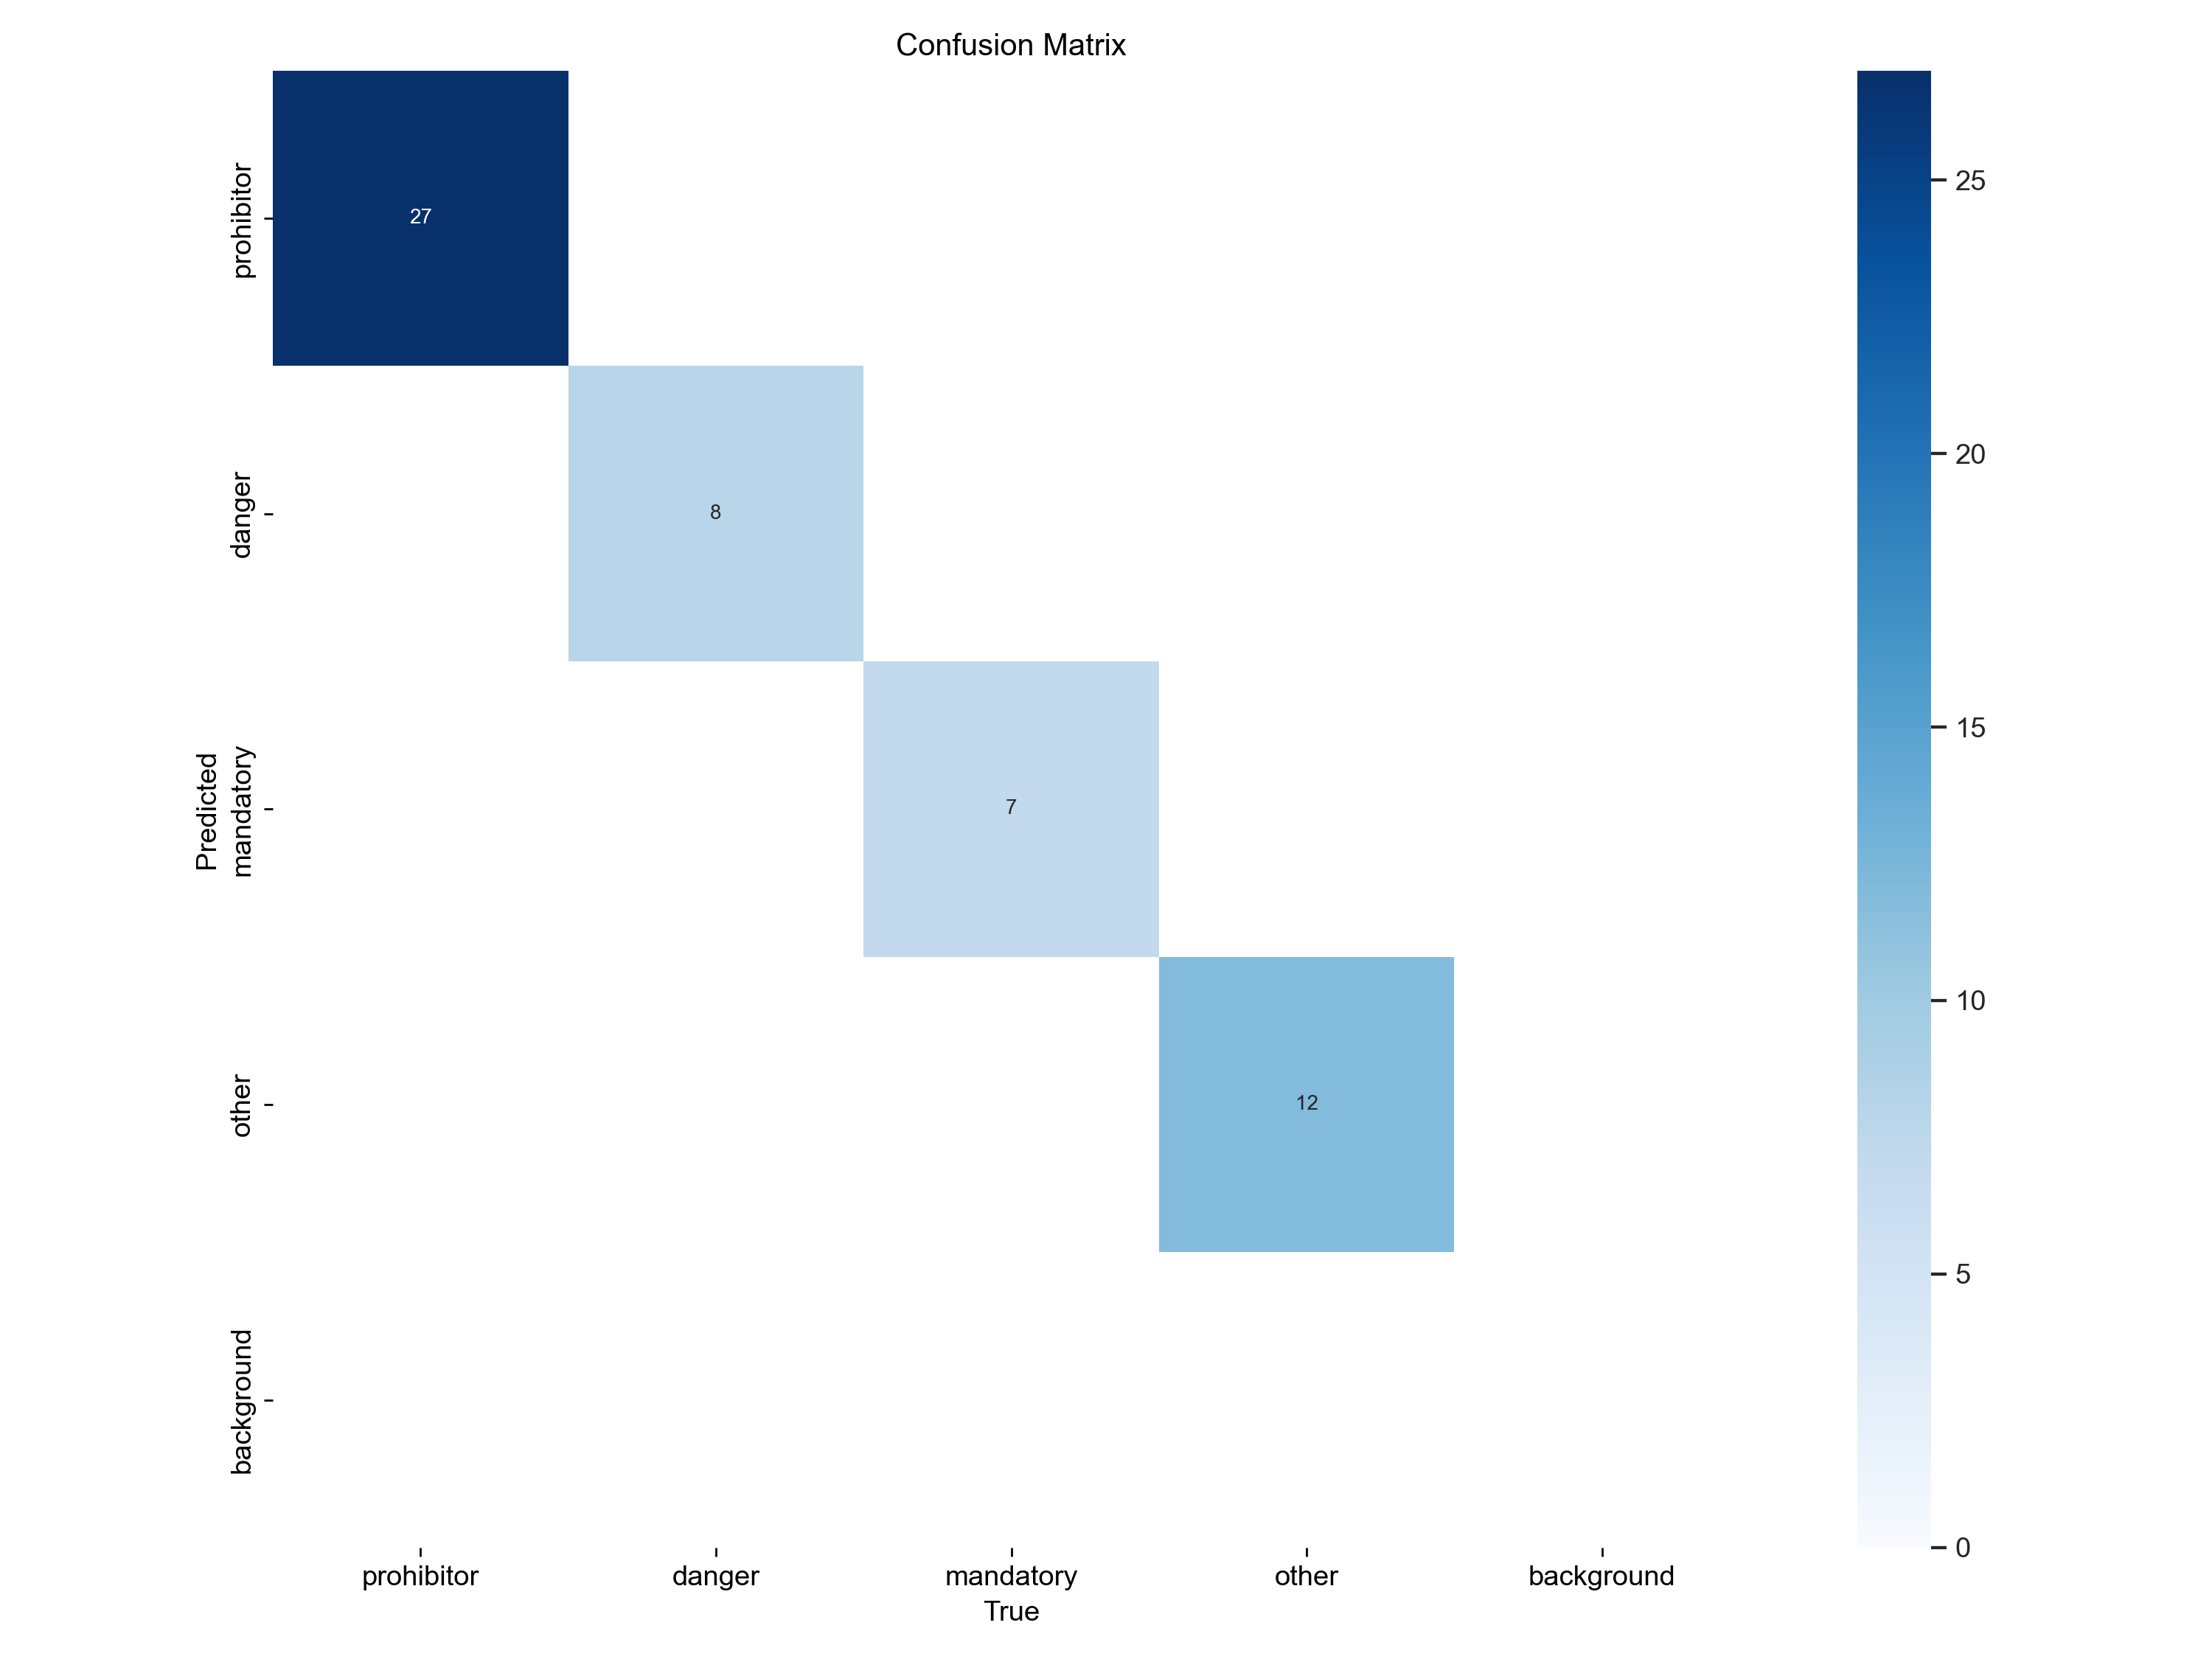 Confusion Matrix
prohibitor
danger
mandatory
other
background
Predicted
27
8
7
12
prohibitor
danger
mandatory
other
background
True
25
20
15
10
5
0